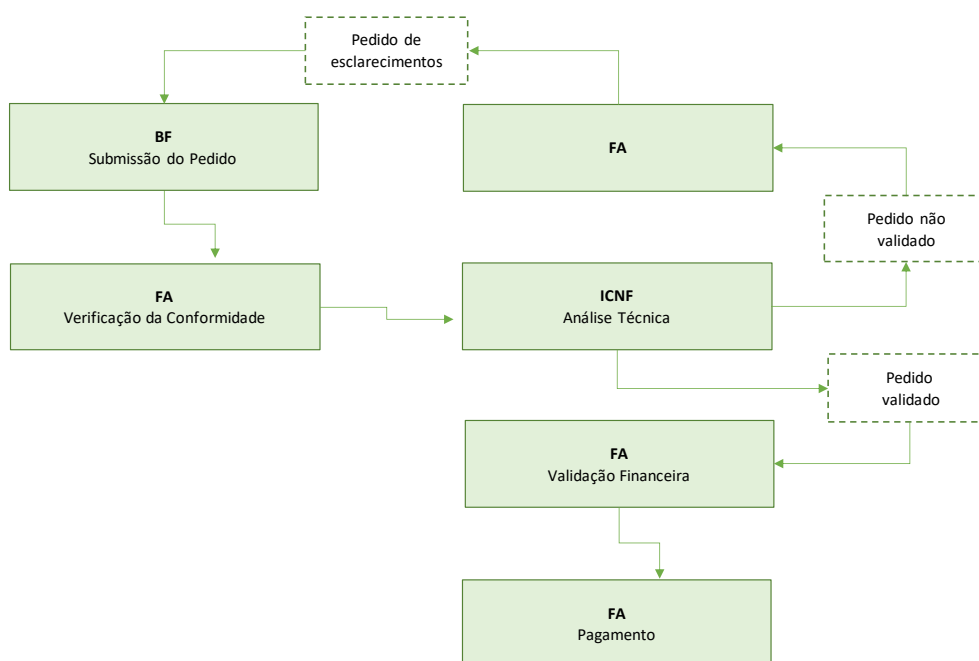 Pedido de
esclarecimentos
BF
Submissão do Pedido
FA
Pedido não
validado
FA
Verificação da Conformidade
ICNF
Análise Técnica
Pedido
validado
FA
Validação Financeira
FA
Pagamento